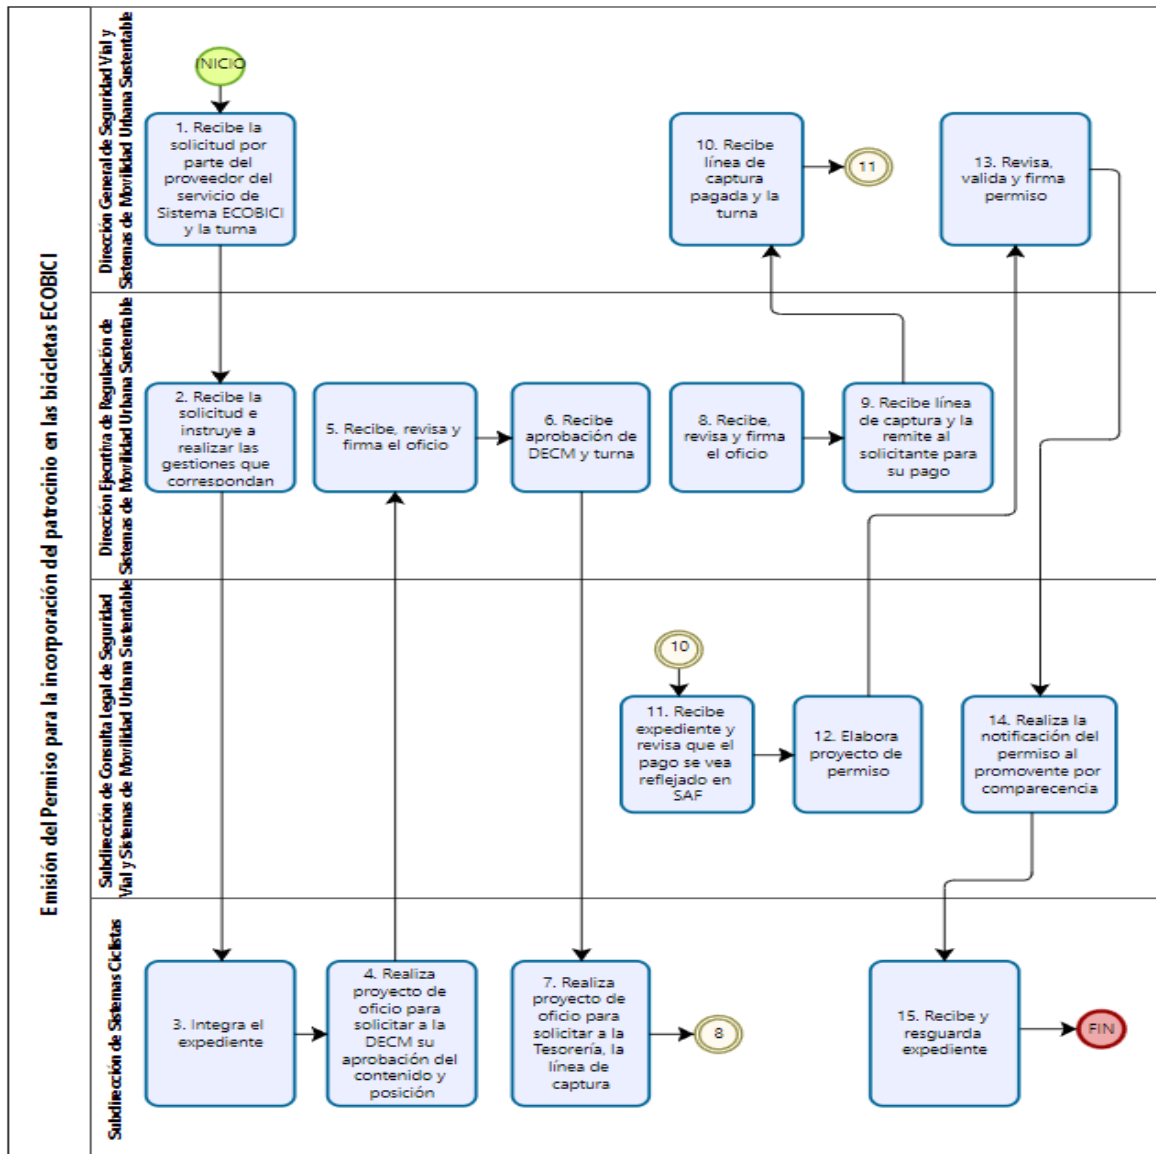 Emisión del Permiso para la incorporación del patrocinio en las bicicletas ECOBICI
Dirección General de Seguridad Vial y
Sistemas de Movilidad Urbana Sustentable
INICIO
1. Recibe la
solicitud por
parte del
proveedor del
servicio de
Sistema ECOBICI
y la turna
10. Recibe
línea de
captura
pagada y la
turna
11
13. Revisa,
valida y firma
permiso
Dirección Ejecutiva de Regulación de
Sistemas de Movilidad Urbana Sustentable
2. Recibe la
solicitud e
instruye a
realizar las
gestiones que
correspondan
5. Recibe, revisa y
firma el oficio
6. Recibe
aprobación de
DECM y turna
8. Recibe,
revisa y firma
el oficio
9. Recibe línea
de captura y la
remite al
solicitante para
su pago
Subdirección de Consulta Legal de Seguridad
Vial y Sistemas de Movilidad Urbana Sustentable
10
11. Recibe
expediente y
revisa que el
pago se vea
reflejado en
SAF
12. Elabora
proyecto de
permiso
14. Realiza la
notificación del
permiso al
promovente por
comparecencia
Subdirección de Sistemas Ciclistas
3. Integra el
expediente
4. Realiza
proyecto de
oficio para
solicitar a la
DECM su
aprobación del
contenido y
posición
7. Realiza
proyecto de
oficio para
solicitar a la
Tesorería, la
línea de
captura
8
15. Recibe y
resguarda
expediente
FIN